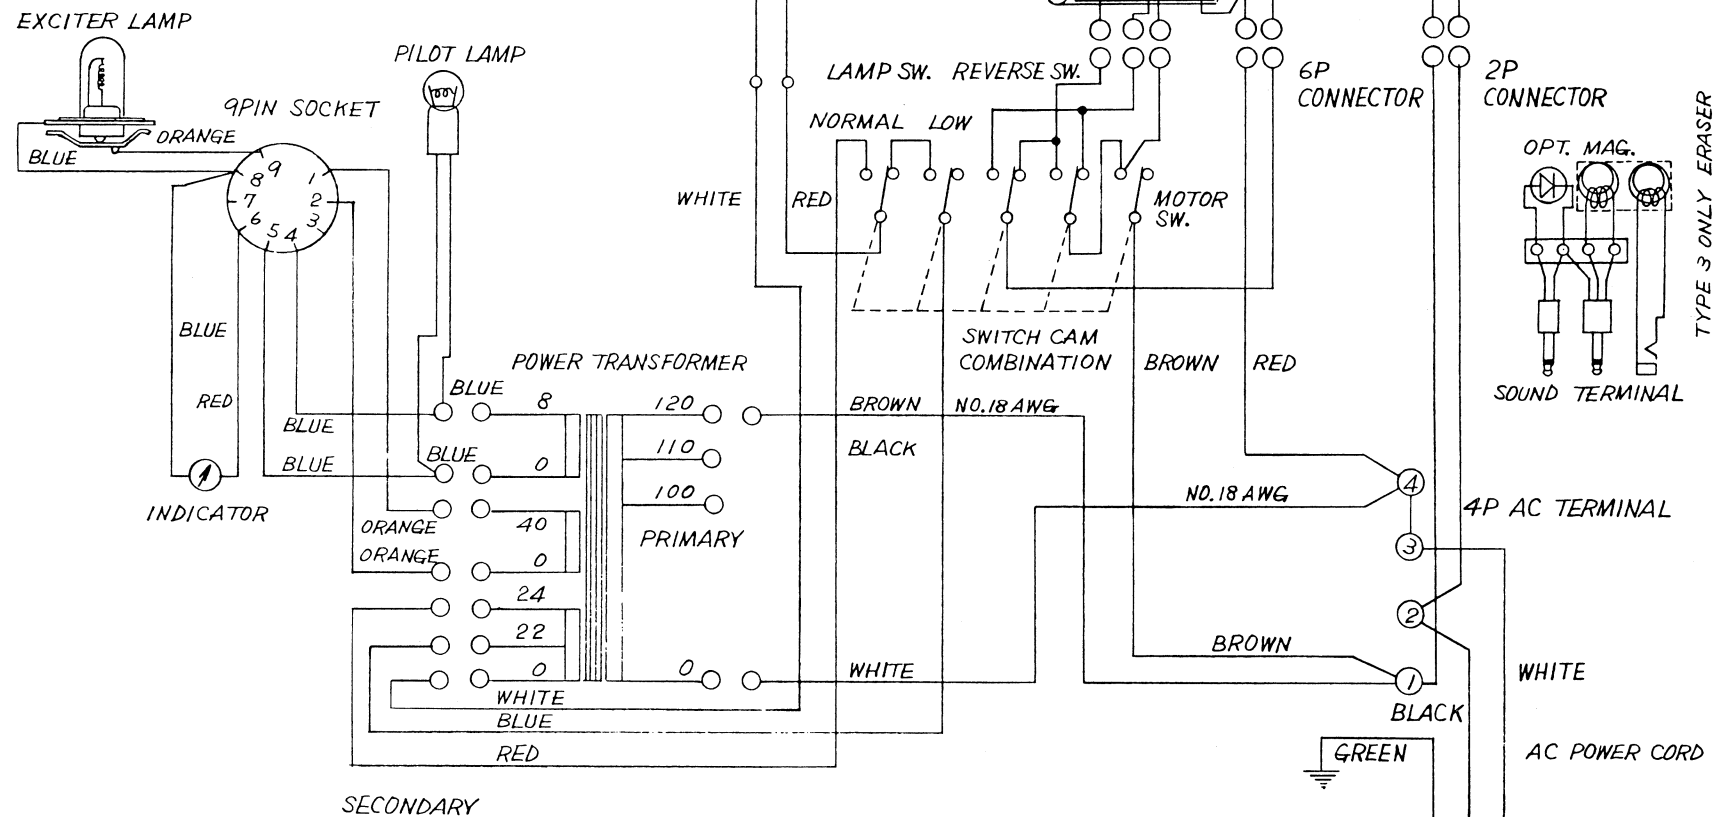 EXCITER LAMP
PILOT LAMP
9PIN SOCKET
ORANGE
BLUE
9
8
7
6
5
4
3
2
1
BLUE
RED
INDICATOR
BLUE
BLUE
BLUE
BLUE
ORANGE
ORANGE
POWER TRANSFORMER
8
0
40
0
24
22
0
120
110
100
PRIMARY
0
WHITE
BLUE
RED
SECONDARY
LAMP SW. REVERSE SW.
NORMAL LOW
WHITE
RED
MOTOR
SW.
SWITCH CAM
COMBINATION
BROWN
RED
BROWN NO.18 AWG
BLACK
NO.18 AWG
WHITE
BROWN
6P
CONNECTOR
2P
CONNECTOR
4
3
2
1
4P AC TERMINAL
BLACK
WHITE
GREEN
AC POWER CORD
OPT. MAG.
SOUND TERMINAL
TYPE 3 ONLY ERASER